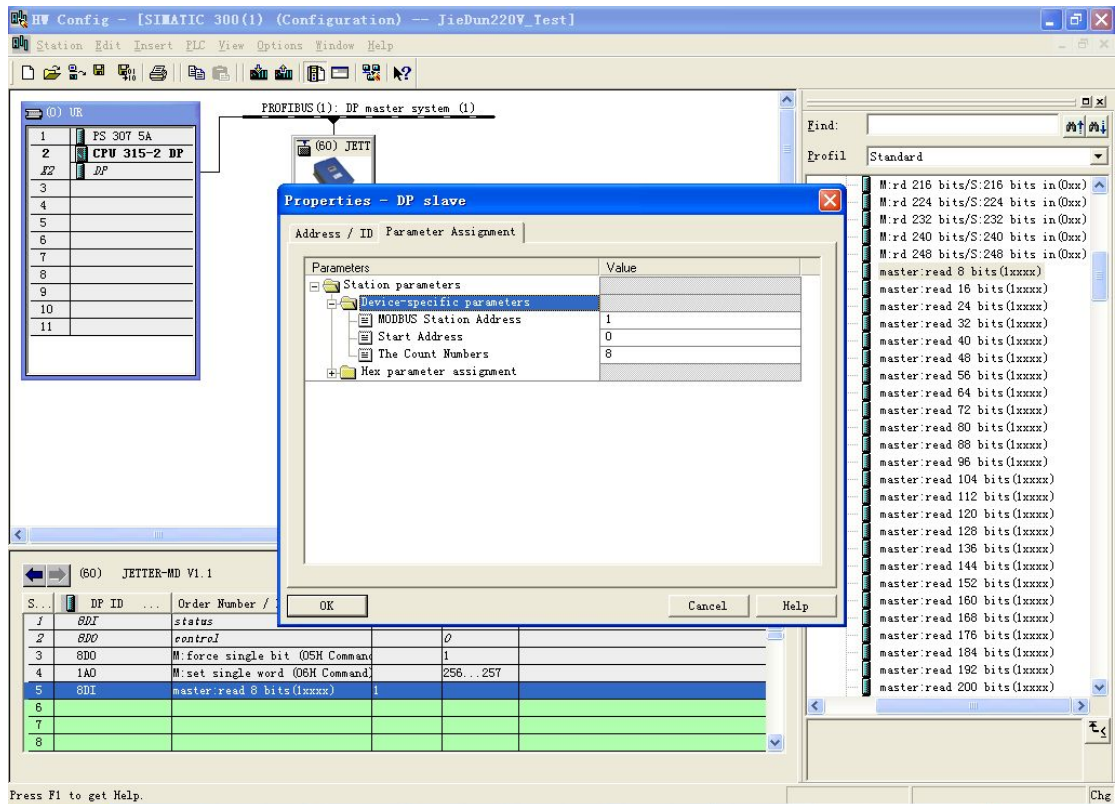 HW Config - [SIMATIC 300(1) (Configuration) -- JieDun220V_Test]
Station Edit Insert PLC View Options Window Help
(0) UR
1 PS 307 5A
2 CPU 315-2 DP
X2 DP
3
4
5
6
7
8
9
10
11
PROFIBUS(1): DP master system (1)
(60) JETT
Properties - DP slave
Address / ID Parameter Assignment
Parameters Value
Station parameters
Device-specific parameters
MODBUS Station Address 1
Start Address 0
The Count Numbers 8
Hex parameter assignment
OK Cancel Help
Find:
Profil Standard
M:rd 216 bits/S:216 bits in(0xx)
M:rd 224 bits/S:224 bits in(0xx)
M:rd 232 bits/S:232 bits in(0xx)
M:rd 240 bits/S:240 bits in(0xx)
M:rd 248 bits/S:248 bits in(0xx)
master:read 8 bits(1xxxx)
master:read 16 bits(1xxxx)
master:read 24 bits(1xxxx)
master:read 32 bits(1xxxx)
master:read 40 bits(1xxxx)
master:read 48 bits(1xxxx)
master:read 56 bits(1xxxx)
master:read 64 bits(1xxxx)
master:read 72 bits(1xxxx)
master:read 80 bits(1xxxx)
master:read 88 bits(1xxxx)
master:read 96 bits(1xxxx)
master:read 104 bits(1xxxx)
master:read 112 bits(1xxxx)
master:read 120 bits(1xxxx)
master:read 128 bits(1xxxx)
master:read 136 bits(1xxxx)
master:read 144 bits(1xxxx)
master:read 152 bits(1xxxx)
master:read 160 bits(1xxxx)
master:read 168 bits(1xxxx)
master:read 176 bits(1xxxx)
master:read 184 bits(1xxxx)
master:read 192 bits(1xxxx)
master:read 200 bits(1xxxx)
(60) JETTER-MD V1.1
S... DP ID ... Order Number /
1 8DI status
2 8DO control 0
3 8DO M:force single bit (05H Command 1
4 1AO M:set single word (06H Command) 256...257
5 8DI master:read 8 bits(1xxxx) 1
6
7
8
Press F1 to get Help.
Chg